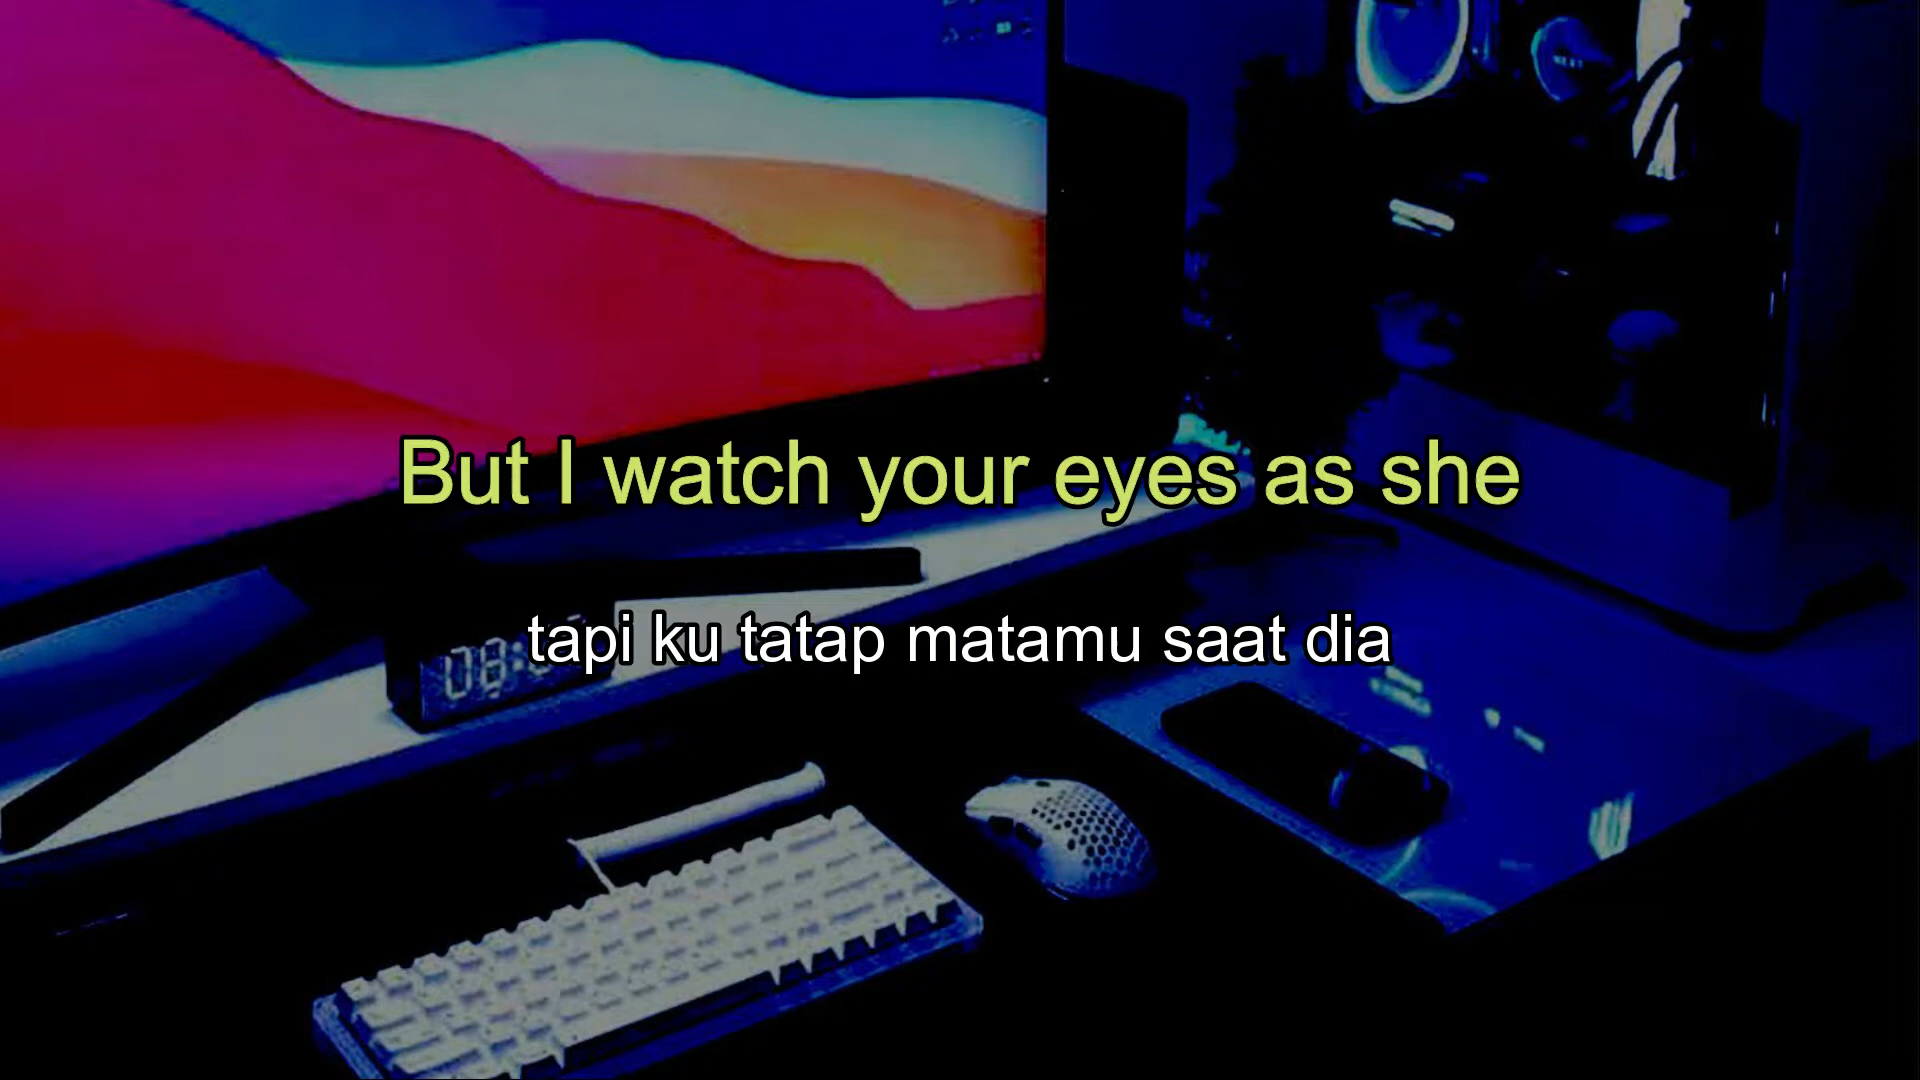 But I watch your eyes as she
tapi ku tatap matamu saat dia